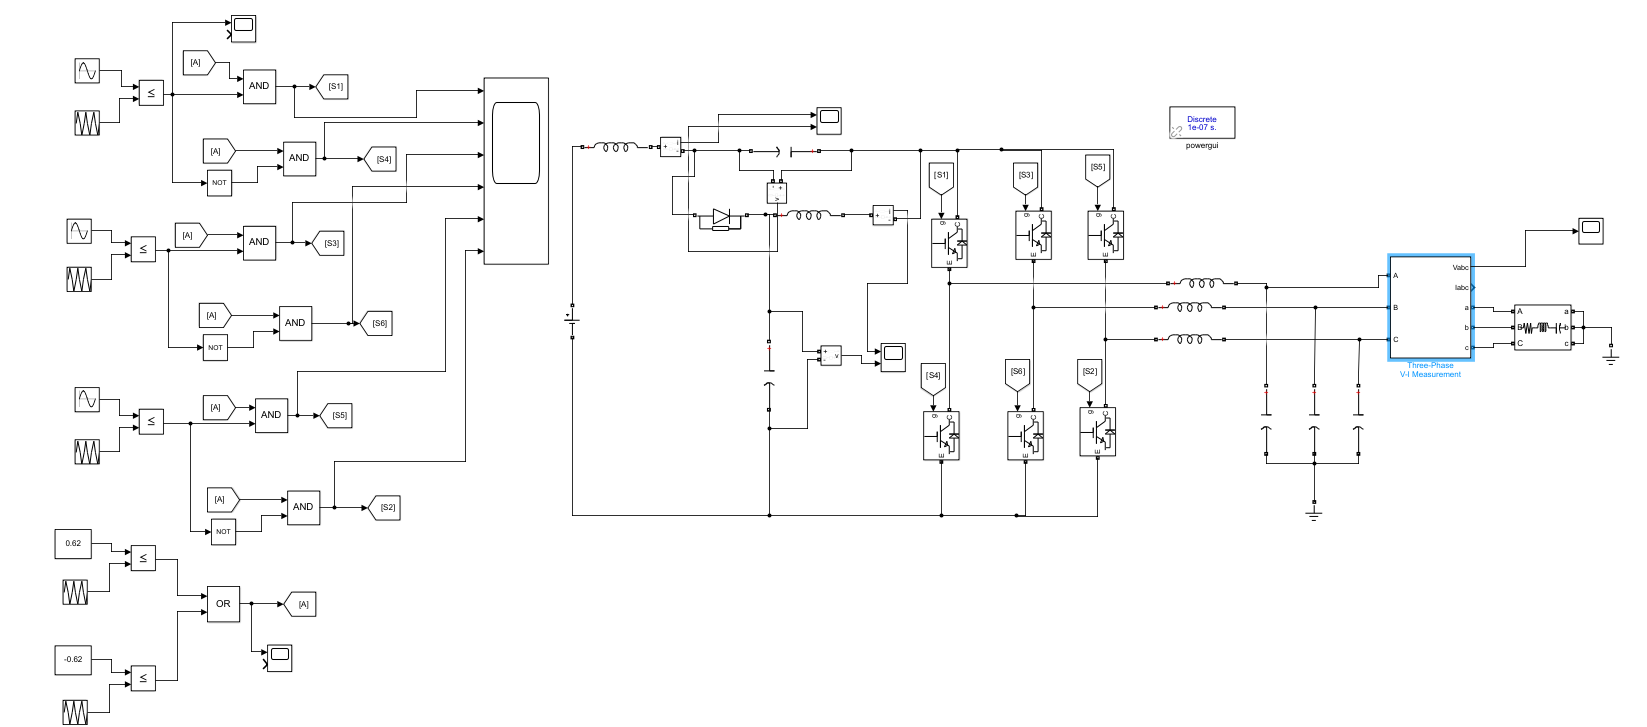 [A]
AND
[S1]
≤
[A]
AND
[S4]
NOT
[A]
AND
[S3]
≤
[A]
AND
[S6]
NOT
[A]
AND
[S5]
≤
[A]
AND
[S2]
NOT
0.62
≤
OR
[A]
-0.62
≤
+
i
-
- +
v
+
i
-
+
-
v
+
[S1]
g C
E
[S3]
g C
E
[S5]
g C
E
[S4]
g C
E
[S6]
g C
E
[S2]
g C
E
Discrete
1e-07 s.
powergui
Vabc
A
Iabc
B a
b
C c
Three-Phase
V-I Measurement
A a
B b
C c